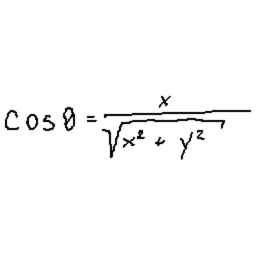 cos θ = x / √(x² + y²)